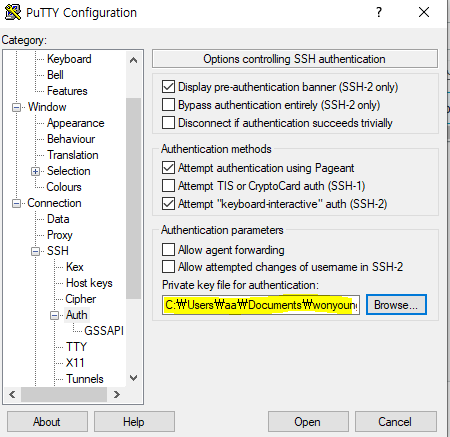 PuTTY Configuration
?
Category:
Keyboard
Bell
Features
Window
Appearance
Behaviour
Translation
Selection
Colours
Connection
Data
Proxy
SSH
Kex
Host keys
Cipher
Auth
GSSAPI
TTY
X11
Tunnels
Options controlling SSH authentication
Display pre-authentication banner (SSH-2 only)
Bypass authentication entirely (SSH-2 only)
Disconnect if authentication succeeds trivially
Authentication methods
Attempt authentication using Pageant
Attempt TIS or CryptoCard auth (SSH-1)
Attempt "keyboard-interactive" auth (SSH-2)
Authentication parameters
Allow agent forwarding
Allow attempted changes of username in SSH-2
Private key file for authentication:
C:₩Users₩aa₩Documents₩wonyoun
Browse...
About
Help
Open
Cancel